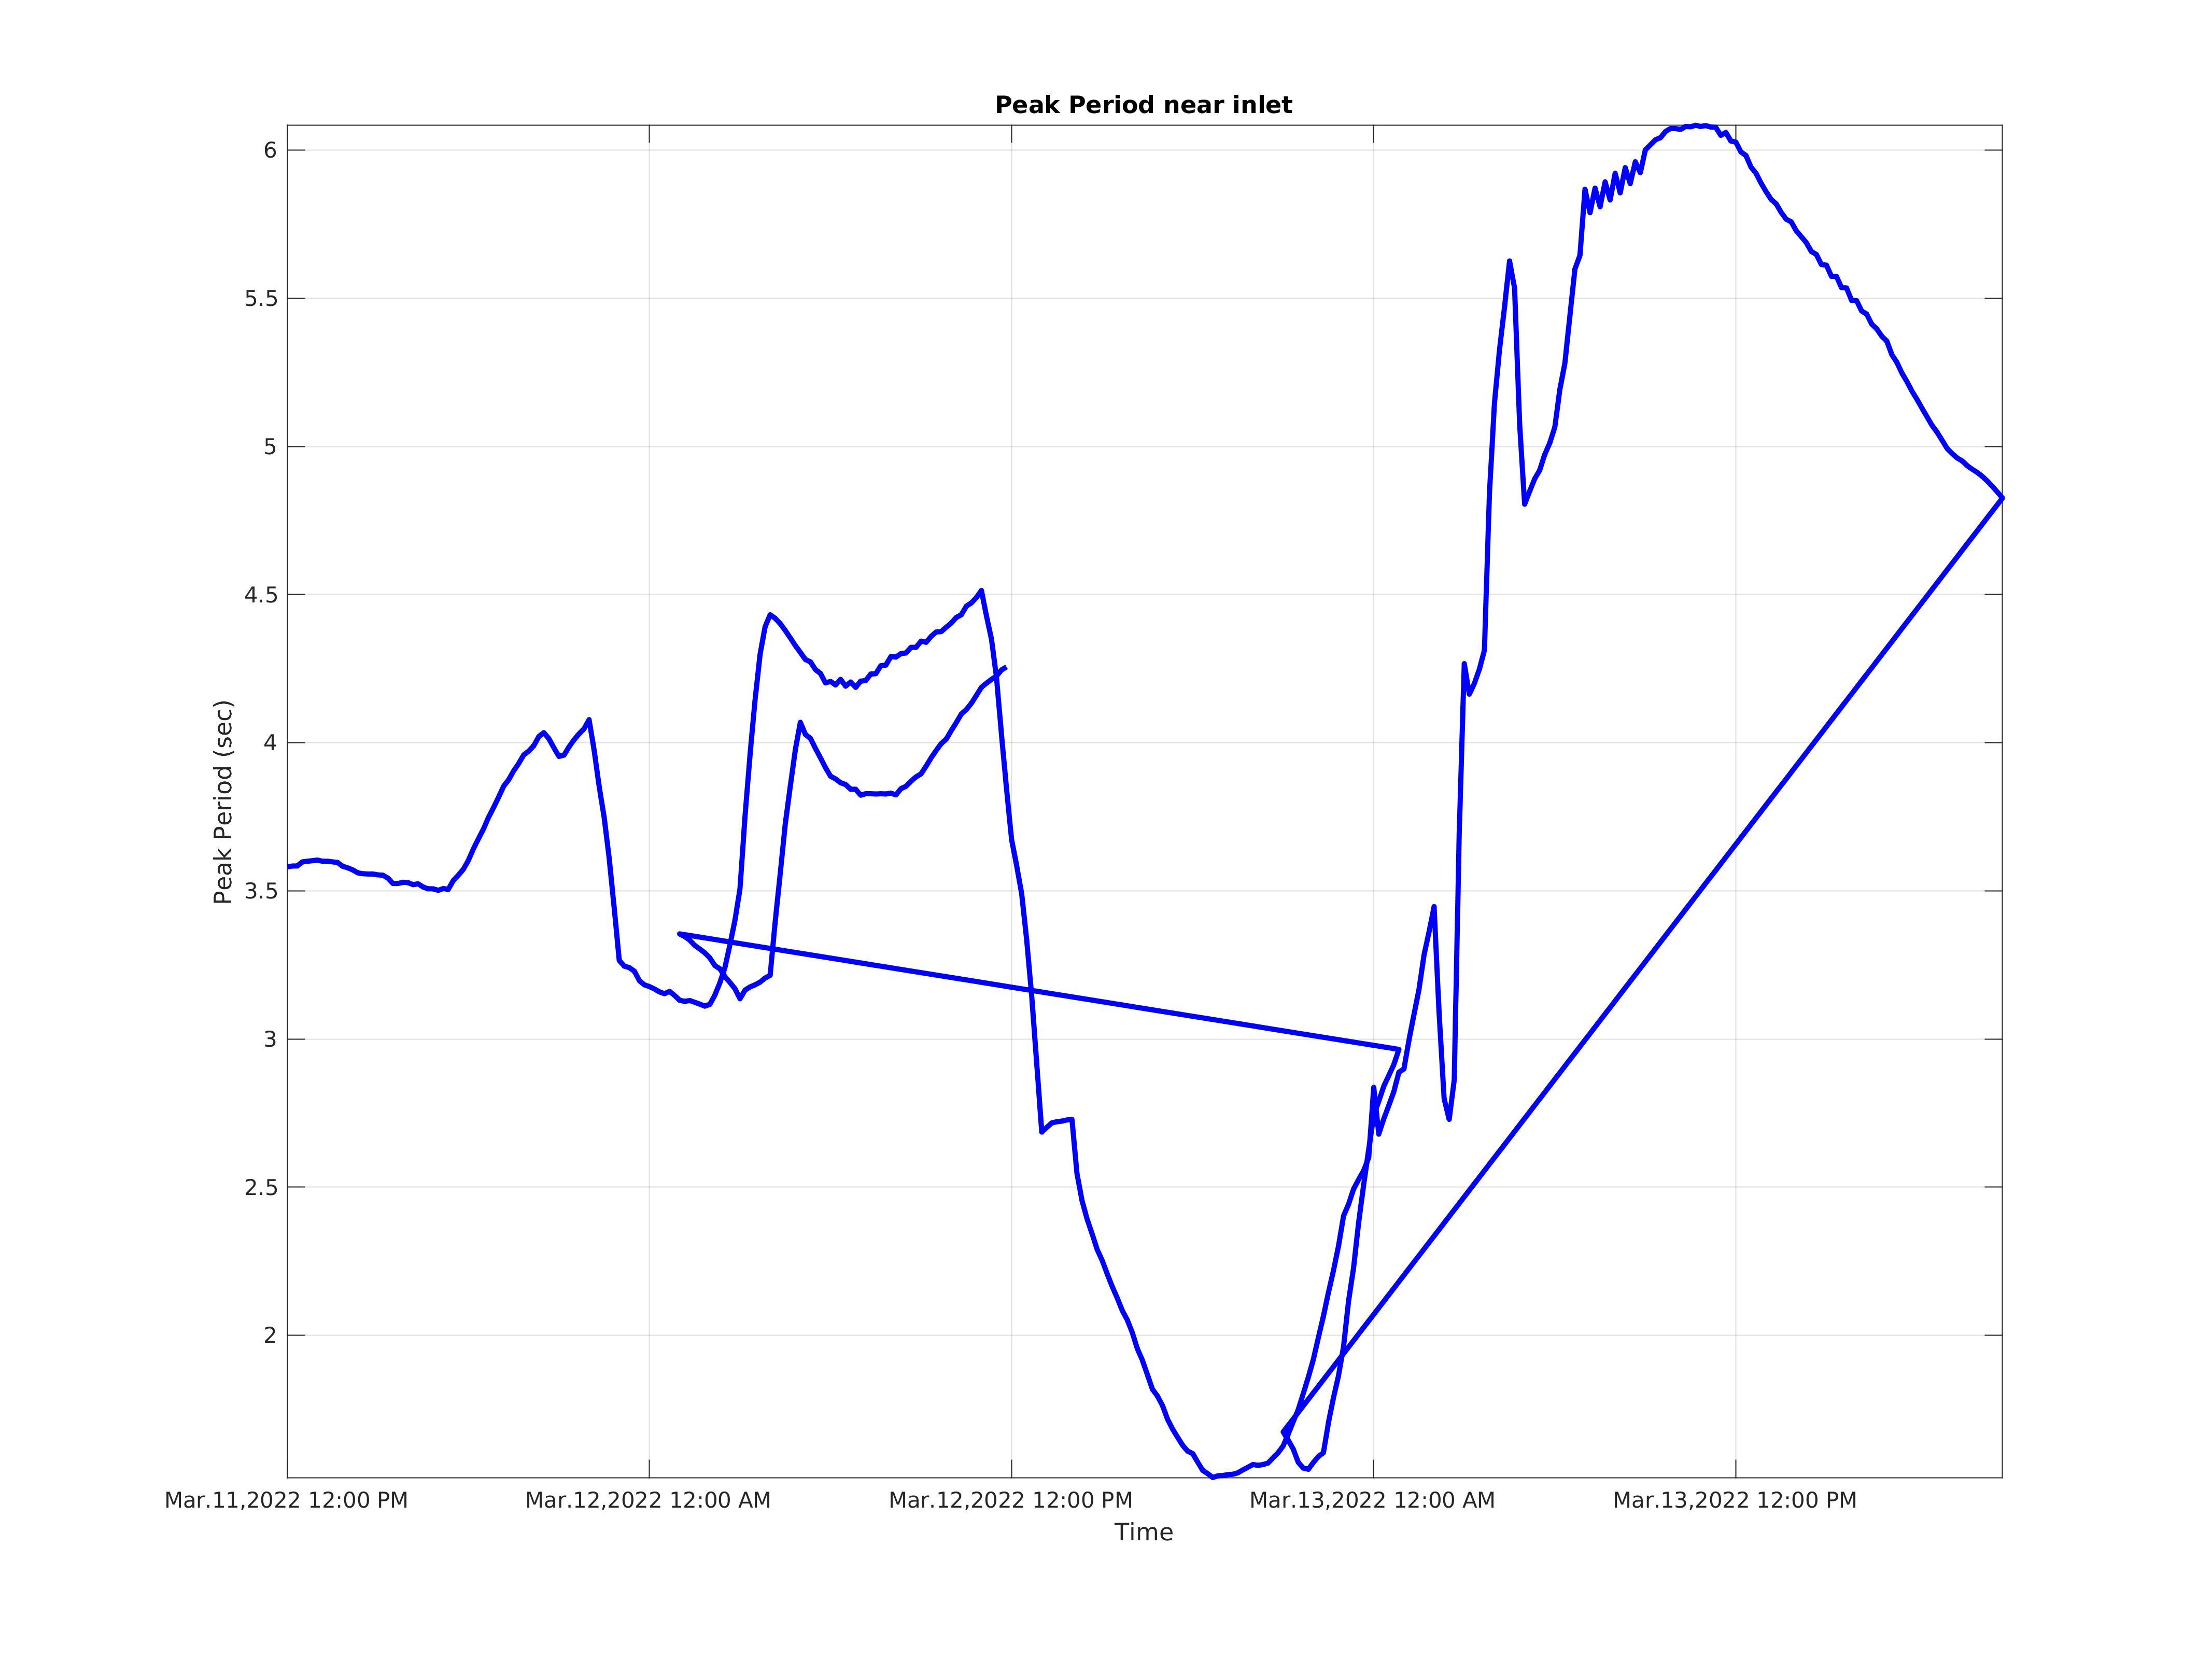 Peak Period near inlet
6
5.5
5
4.5
4
3.5
3
2.5
2
Peak Period (sec)
Mar.11,2022 12:00 PM
Mar.12,2022 12:00 AM
Mar.12,2022 12:00 PM
Mar.13,2022 12:00 AM
Mar.13,2022 12:00 PM
Time